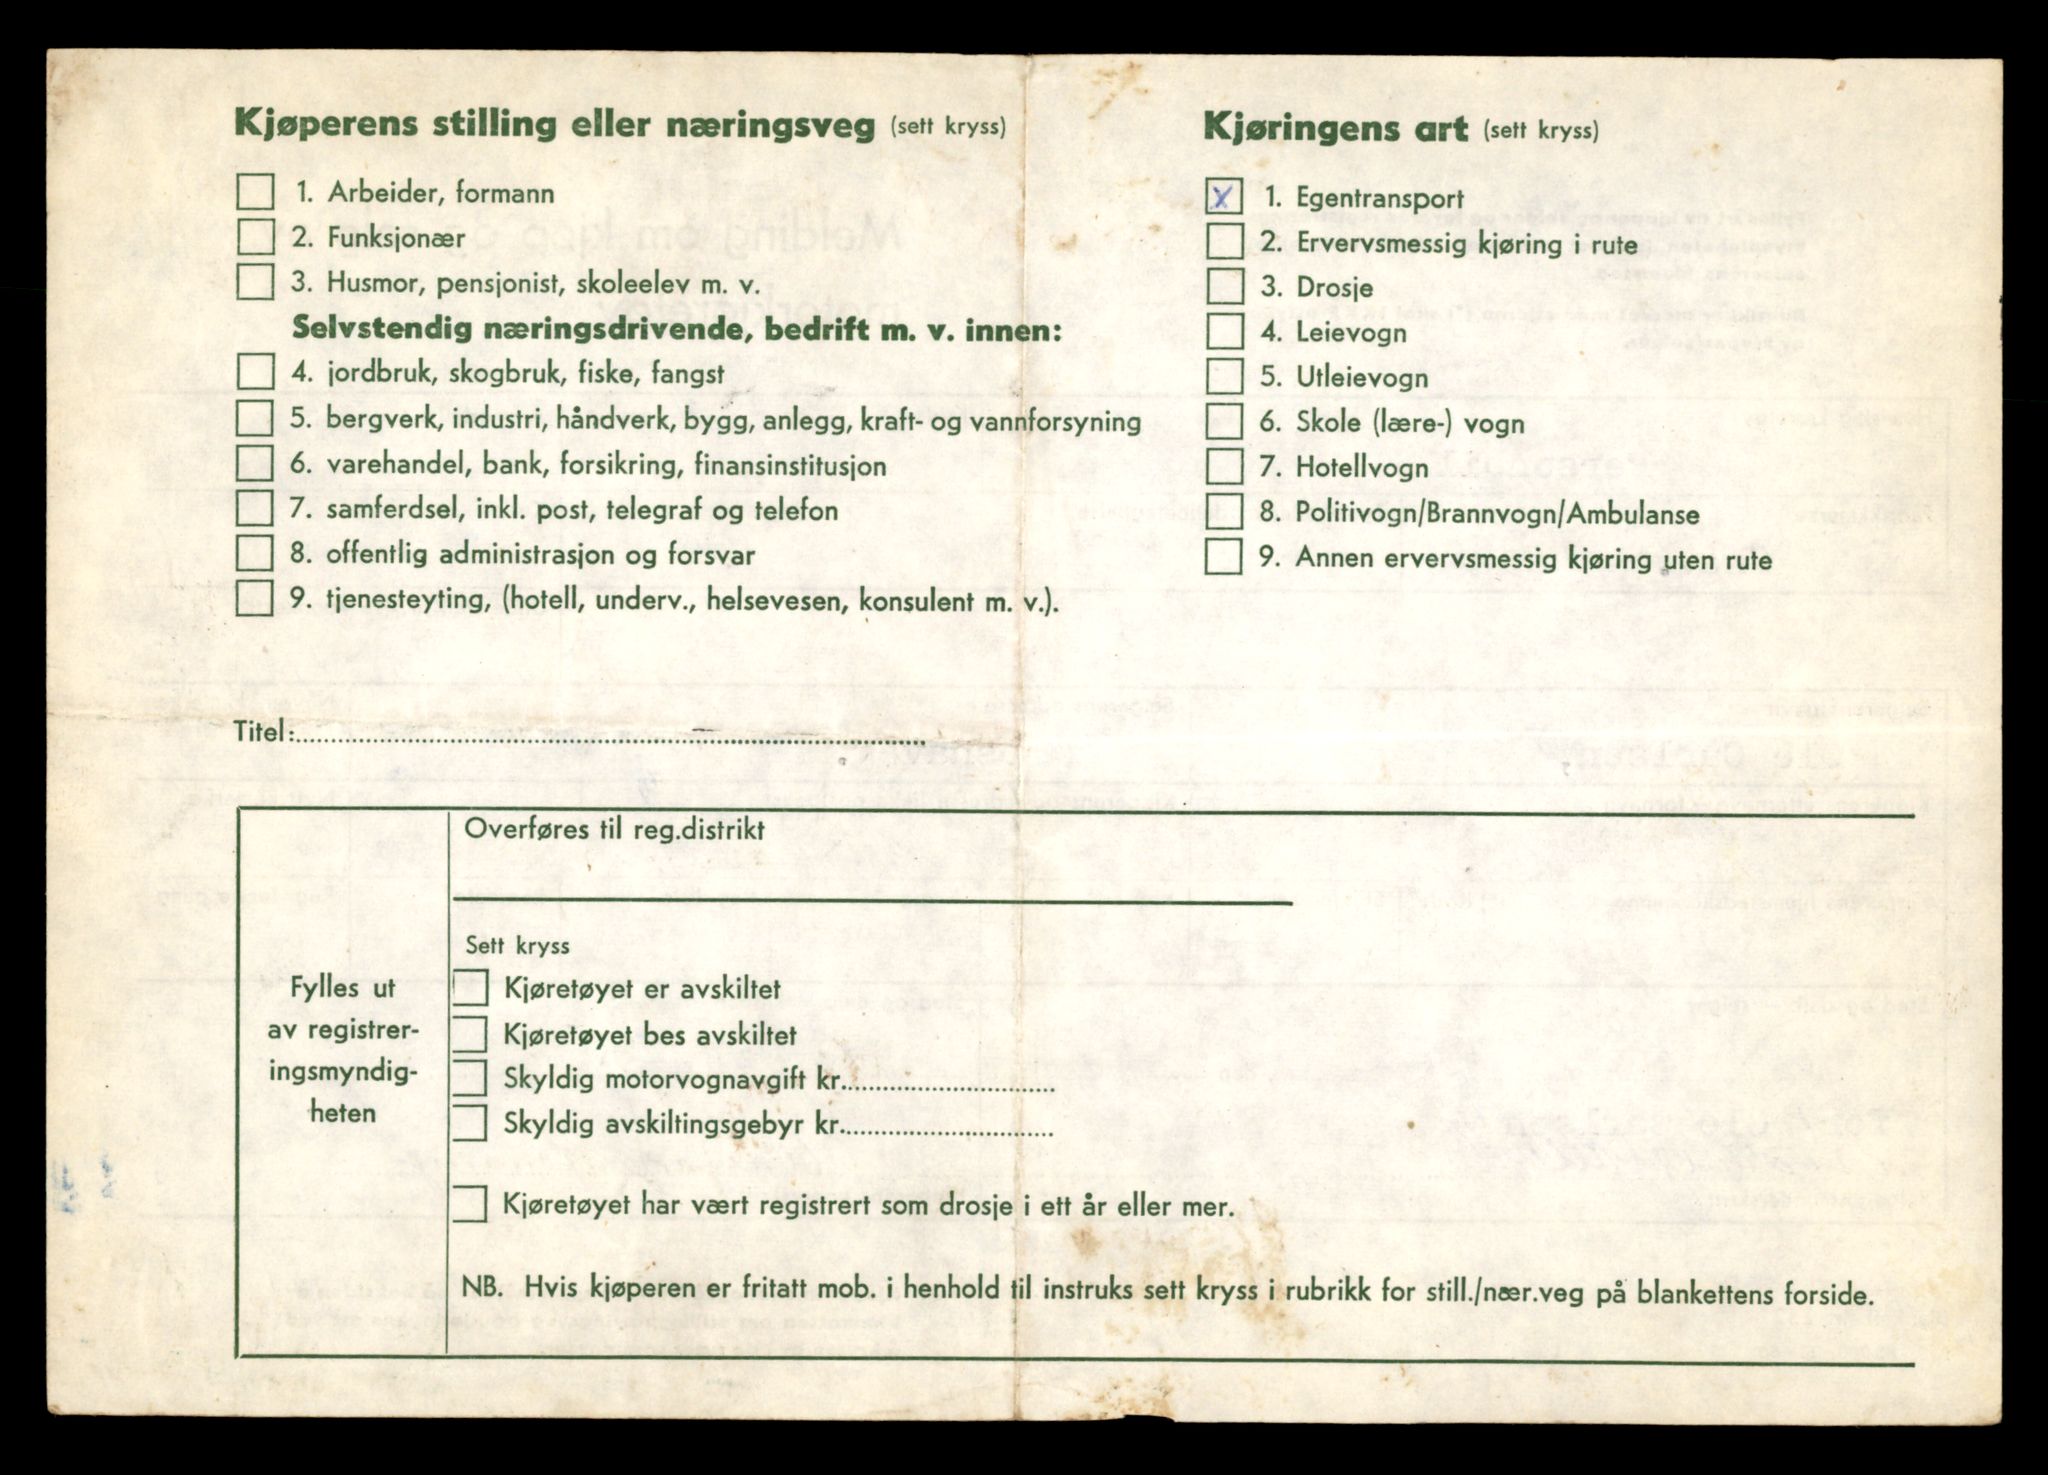 Kjøperens stilling eller næringsveg (sett kryss)
1. Arbeider, formann
2. Funksjonær
3. Husmor, pensjonist, skoleelev m. v.
Selvstendig næringsdrivende, bedrift m. v. innen:
4. jordbruk, skogbruk, fiske, fangst
5. bergverk, industri, håndverk, bygg, anlegg, kraft- og vannforsyning
6. varehandel, bank, forsikring, finansinstitusjon
7. samferdsel, inkl. post, telegraf og telefon
8. offentlig administrasjon og forsvar
9. tjenesteyting, (hotell, underv., helsevesen, konsulent m. v.).
Titel:
Kjøringens art (sett kryss)
X 1. Egentransport
2. Ervervsmessig kjøring i rute
3. Drosje
4. Leievogn
5. Utleievogn
6. Skole (lære-) vogn
7. Hotellvogn
8. Politivogn/Brannvogn/Ambulanse
9. Annen ervervsmessig kjøring uten rute
Fylles ut
av registrer-
ingsmyndig-
heten
Overføres til reg.distrikt
Sett kryss
Kjøretøyet er avskiltet
Kjøretøyet bes avskiltet
Skyldig motorvognavgift kr.
Skyldig avskiltingsgebyr kr.
Kjøretøyet har vært registrert som drosje i ett år eller mer.
NB. Hvis kjøperen er fritatt mob. i henhold til instruks sett kryss i rubrikk for still./nær.veg på blankettens forside.